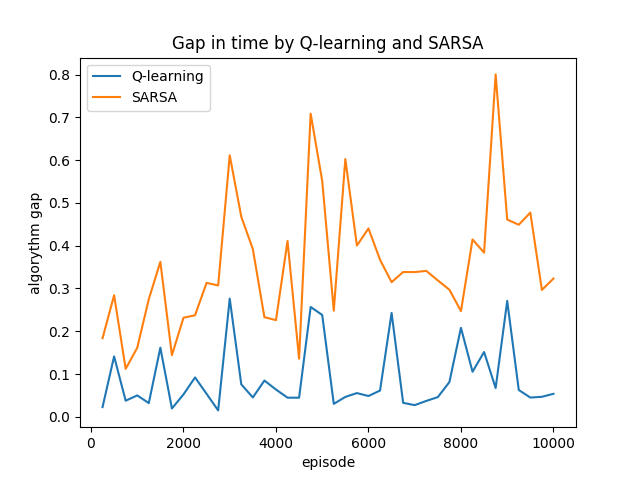 Gap in time by Q-learning and SARSA
Q-learning
SARSA
algorythm gap
0.8
0.7
0.6
0.5
0.4
0.3
0.2
0.1
0.0
0 2000 4000 6000 8000 10000
episode